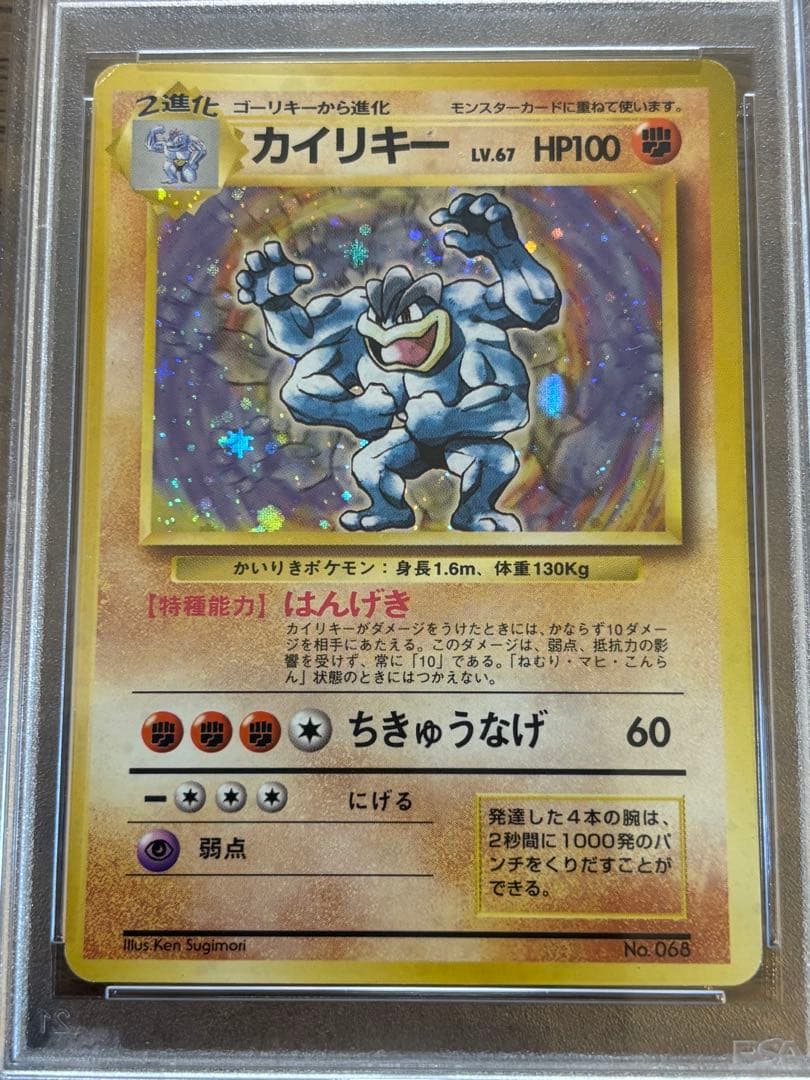 2進化 ゴーリキーから進化 モンスターカードに重ねて使います。
カイリキー LV.67 HP100
かいりきポケモン：身長1.6m、体重130Kg
【特種能力】はんげき
カイリキーがダメージをうけたときには、かならず10ダメー
ジを相手にあたえる。このダメージは、弱点、抵抗力の影
響を受けず、常に「10」である。「ねむり・マヒ・こんら
ん」状態のときにはつかえない。
ちきゅうなげ 60
ー にげる
弱点
発達した4本の腕は、
2秒間に1000発のパ
ンチをくりだすことが
できる。
Illus.Ken Sugimori No. 068
PSA